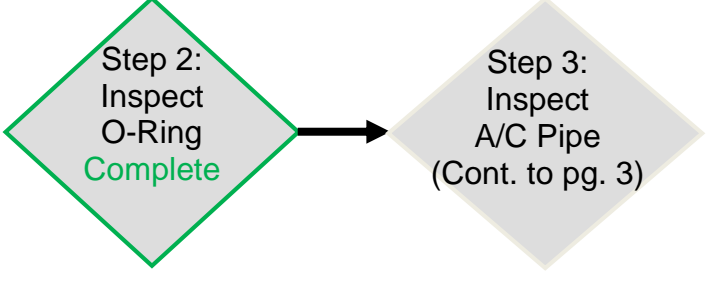 Step 2:
Inspect
O-Ring
Complete
Step 3:
Inspect
A/C Pipe
(Cont. to pg. 3)